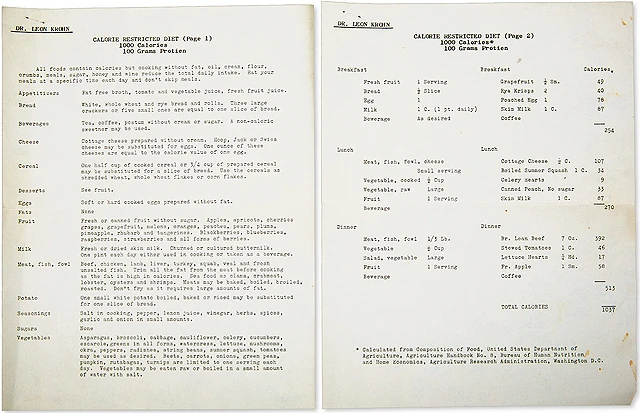 DR. LEON KROHN
CALORIE RESTRICTED DIET (Page 1)
1000 Calories
100 Grams Protien
All foods contain calories but cooking without fat, oil, cream, flour,
crumbs, meals, sugar, honey and wine reduce the total daily intake. Eat your
meals at a specific time each day and don't skip meals.
Appetizers Fat free broth, tomato and vegetable juice, fresh fruit juice.
Bread White, whole wheat and rye bread and rolls. Three large
crackers or five small ones are equal to one slice of bread.
Beverages Tea, coffee, postum without cream or sugar. A non-caloric
sweetner may be used.
Cheese Cottage cheese prepared without cream. Hoop, Jack or Swiss
cheese may be substituted for eggs. One ounce of these
cheeses are equal to the calorie value of one egg.
Cereal One half cup of cooked cereal or 3/4 cup of prepared cereal
may be substituted for a slice of bread. Use the cereals as
shredded wheat, whole wheat flakes or corn flakes.
Desserts See fruit.
Eggs Soft or hard cooked eggs prepared without fat.
Fats None
Fruit Fresh or canned fruit without sugar. Apples, apricots, cherries
grapes, grapefruit, melons, oranges, peaches, pears, plums,
pineapple, rhubarb and tangerines. Blackberries, blueberries,
raspberries, strawberries and all forms of berries.
Milk Fresh or dried skim milk. Churned or cultured buttermilk.
One pint each day either used in cooking or taken as a beverage.
Meat, fish, fowl Beef, chicken, lamb, liver, turkey, squab, veal and fresh
unsalted fish. Trim all the fat from the meat before cooking
as the fat is high in calories. Sea food as clams, crabmeat,
lobster, oysters and shrimps. Meats may be baked, boiled, broiled,
roasted. Don't fry as it requires large amounts of fat.
Potato One small white potato boiled, baked or riced may be substituted
for one slice of bread.
Seasonings Salt in cooking, pepper, lemon juice, vinegar, herbs, spices,
garlic and onion in small amounts.
Sugars None
Vegetables Asparagus, broccoli, cabbage, cauliflower, celery, cucumbers,
escarole, greens in all forms, watercress, lettuce, mushrooms,
okra, peppers, radishes, string beans, summer squash, tomatoes
may be used as desired. Beets, carrots, onions, green peas,
pumpkin, rutabagas, turnips are limited to one serving each
day. Vegetables may be eaten raw or boiled in a small amount
of water with salt.
DR. LEON KROHN
CALORIE RESTRICTED DIET (Page 2)
1000 Calories*
100 Grams Protien
Breakfast Breakfast Calories
Fresh fruit 1 Serving Grapefruit ½ Sm. 49
Bread ½ Slice Rye Krisps 2 40
Egg 1 Poached Egg 1 78
Milk 1 C. (1 pt. daily) Skim Milk 1 C. 87
Beverage As desired Coffee
254
Lunch Lunch
Meat, fish, fowl, cheese Cottage Cheese ½ C. 107
Small serving Boiled Summer Squash 1 C. 34
Vegetable, cooked ½ Cup Celery hearts 9
Vegetable, raw Large Canned Peach, No sugar 33
Fruit 1 Serving Skim Milk 1 C. 87
Beverage 270
Dinner Dinner
Meat, fish, fowl 1/3 Lb. Br. Lean Beef 7 Oz. 392
Vegetable ½ Cup Stewed Tomatoes 1 C. 46
Salad, vegetable Large Lettuce Hearts ½ Hd. 17
Fruit 1 Serving Fr. Apple 1 Sm. 58
Beverage Coffee
513
TOTAL CALORIES 1037
* Calculated from Composition of Food, United States Department of
Agriculture, Agriculture Handbook No. 8, Bureau of Human Nutrition
and Home Economics, Agriculture Research Administration, Washington D.C.